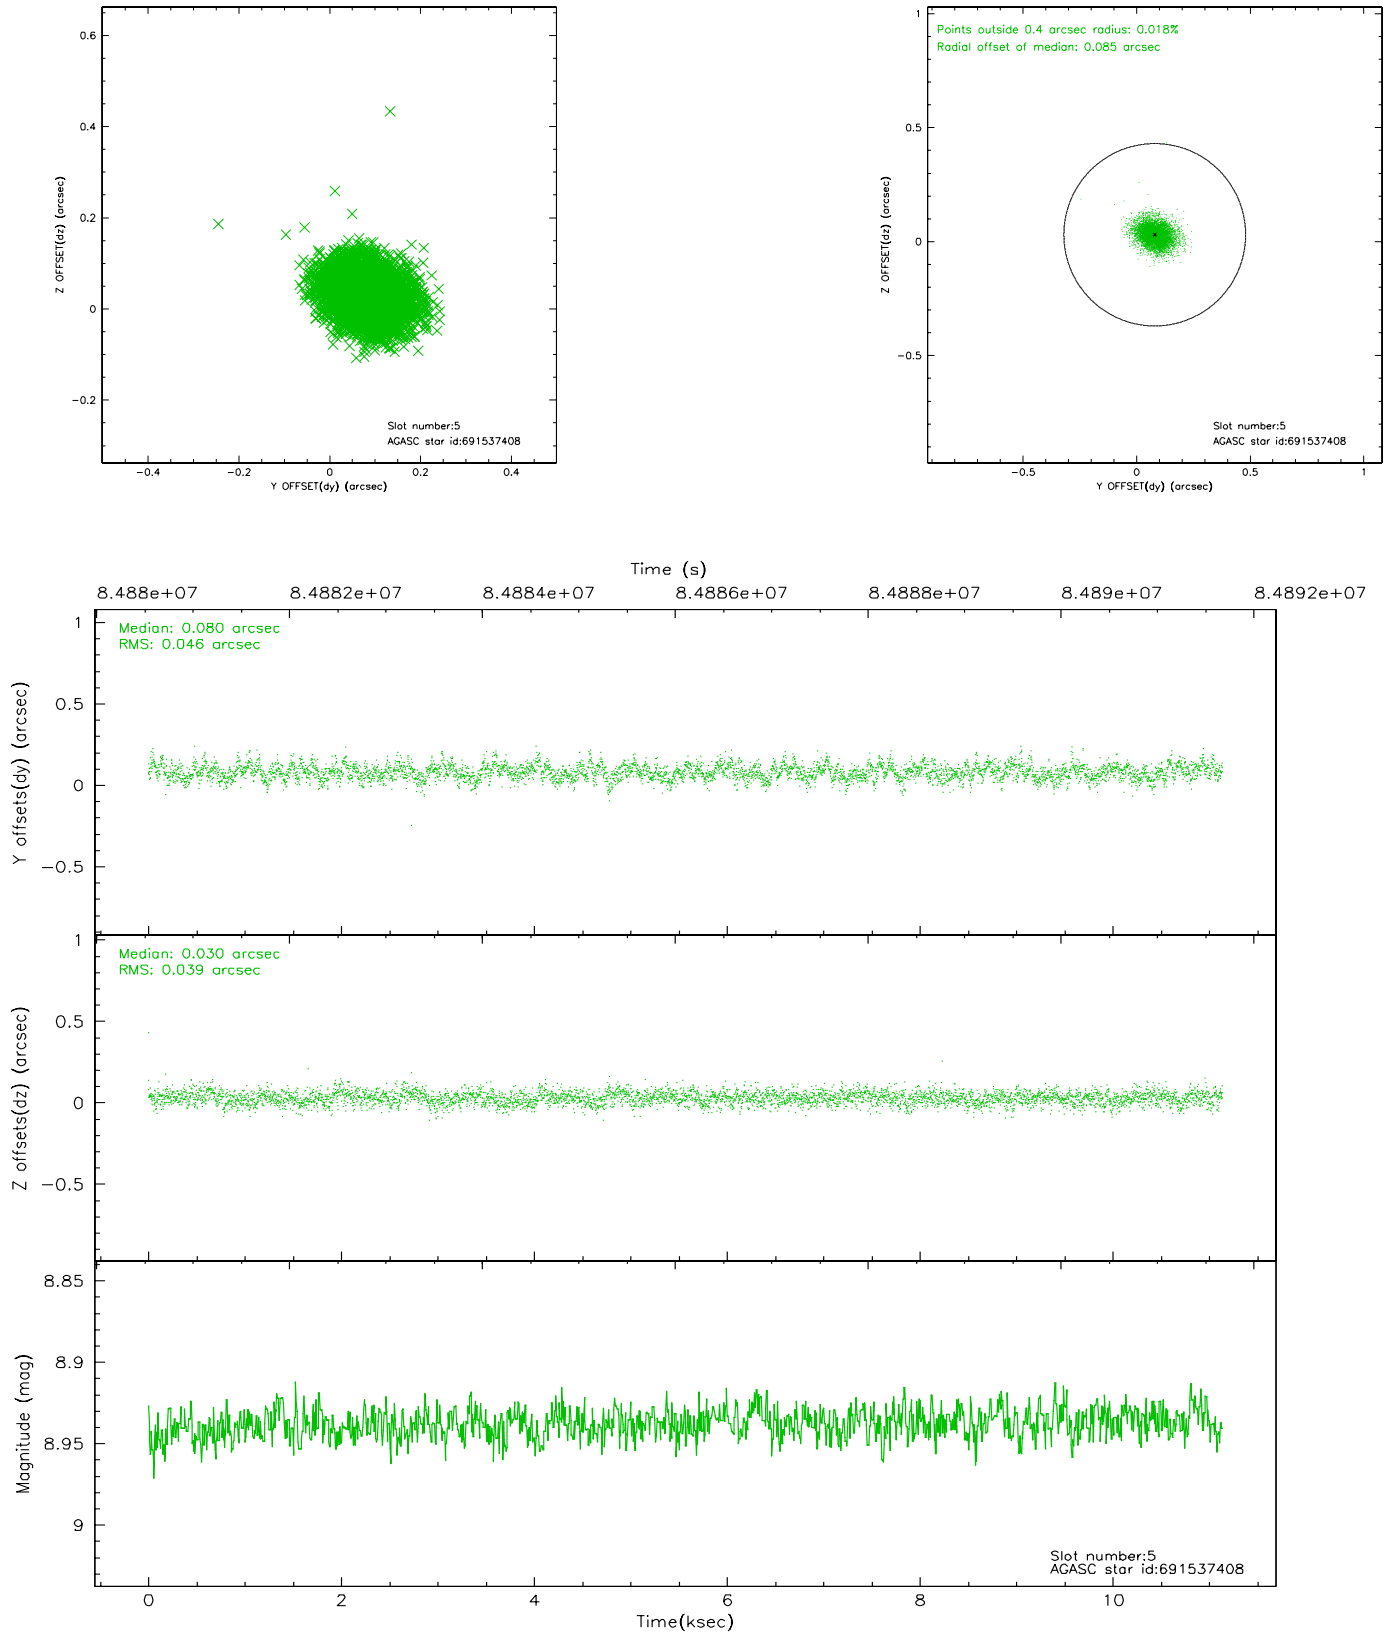 0.6
0.4
0.2
0
−0.2
Z OFFSET(dz) (arcsec)
Slot number:5
AGASC star id:691537408
−0.4 −0.2 0 0.2 0.4
Y OFFSET(dy) (arcsec)
Points outside 0.4 arcsec radius: 0.018%
Radial offset of median: 0.085 arcsec
1
0.5
0
−0.5
Z OFFSET(dz) (arcsec)
Slot number:5
AGASC star id:691537408
−0.5 0 0.5 1
Y OFFSET(dy) (arcsec)
Time (s)
8.488e+07 8.4882e+07 8.4884e+07 8.4886e+07 8.4888e+07 8.489e+07 8.4892e+07
Median: 0.080 arcsec
RMS: 0.046 arcsec
1
0.5
0
−0.5
Y offsets(dy) (arcsec)
Median: 0.030 arcsec
RMS: 0.039 arcsec
1
0.5
0
−0.5
Z offsets(dz) (arcsec)
8.85
8.9
8.95
9
Magnitude (mag)
Slot number:5
AGASC star id:691537408
0 2 4 6 8 10
Time(ksec)